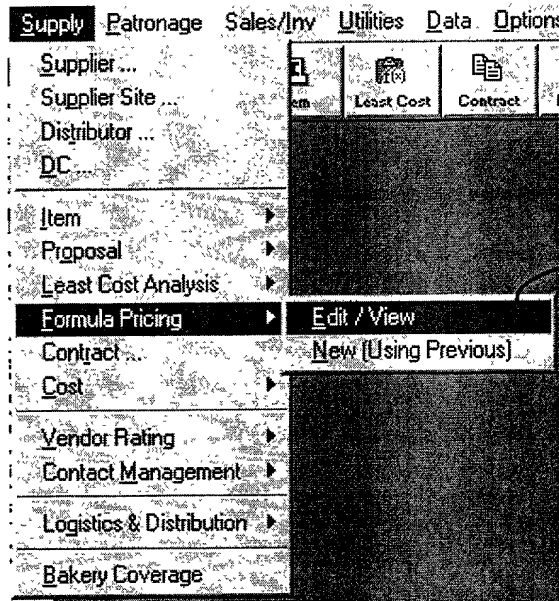 Supply Patronage Sales/Inv Utilities Data Options
Supplier ...
Supplier Site ...
Distributor ...
DC ...
Least Cost Contract
Item
Proposal
Least Cost Analysis
Formula Pricing Edit / View
Contract ... New (Using Previous)...
Cost
Vendor Rating
Contact Management
Logistics & Distribution
Bakery Coverage